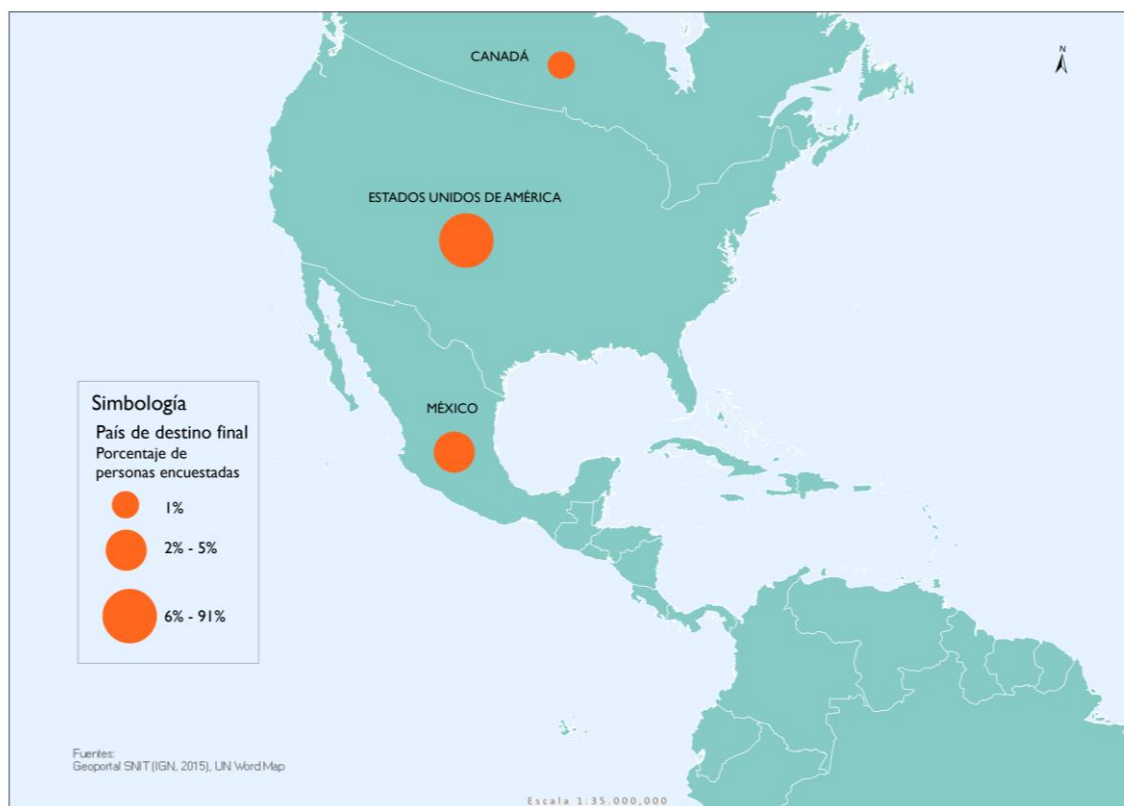 CANADÁ
N
ESTADOS UNIDOS DE AMÉRICA
MÉXICO
Simbología
País de destino final
Porcentaje de
personas encuestadas
1%
2% - 5%
6% - 91%
Fuentes:
Geoportal SNIT (IGN, 2015), UN Word Map
Escala 1:35.000,000